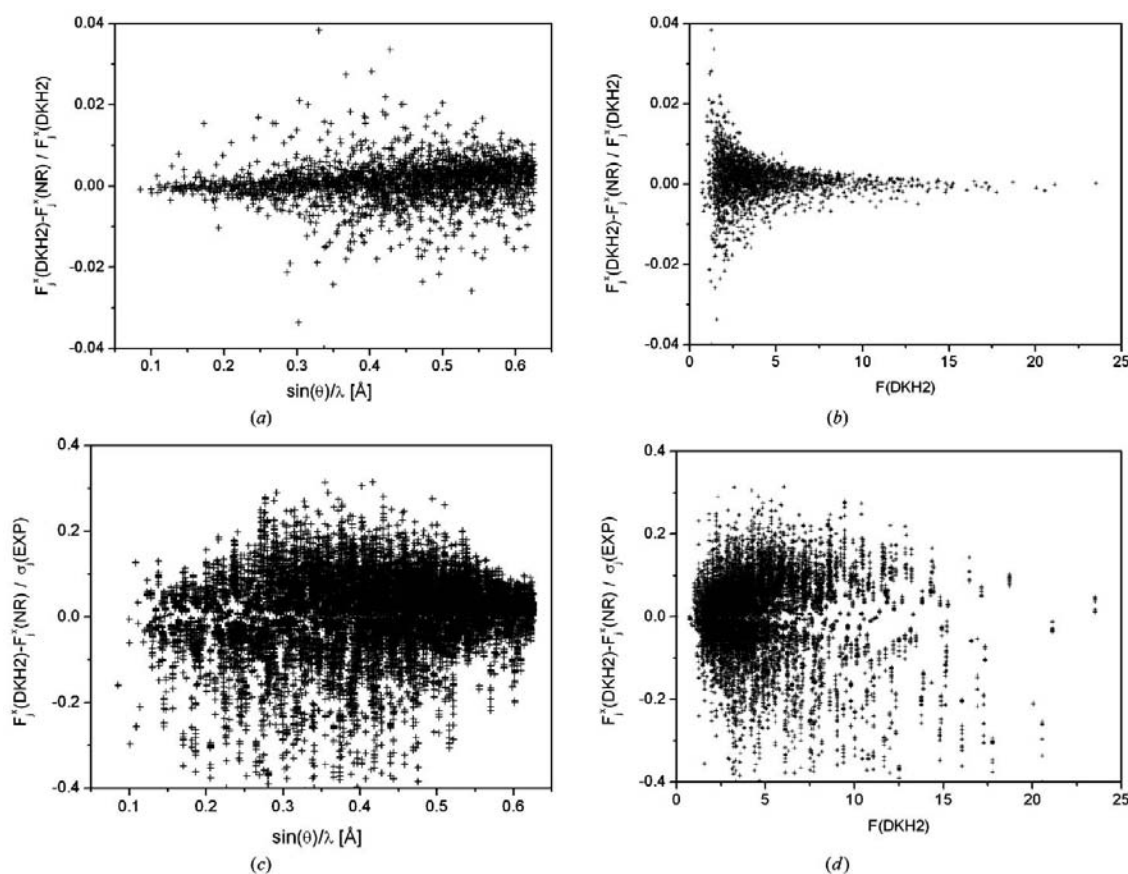 F_j^x(DKH2)-F_j^x(NR) / F_j^x(DKH2)
0.04
0.02
0.00
-0.02
-0.04
0.1 0.2 0.3 0.4 0.5 0.6
sin(θ)/λ [Å]
(a)
F_j^x(DKH2)-F_j^x(NR) / F_j^x(DKH2)
0.04
0.02
0.00
-0.02
-0.04
0 5 10 15 20 25
F(DKH2)
(b)
F_j^x(DKH2)-F_j^x(NR) / σ_j(EXP)
0.4
0.2
0.0
-0.2
-0.4
0.1 0.2 0.3 0.4 0.5 0.6
sin(θ)/λ [Å]
(c)
F_j^x(DKH2)-F_j^x(NR) / σ_j(EXP)
0.4
0.2
0.0
-0.2
-0.4
0 5 10 15 20 25
F(DKH2)
(d)